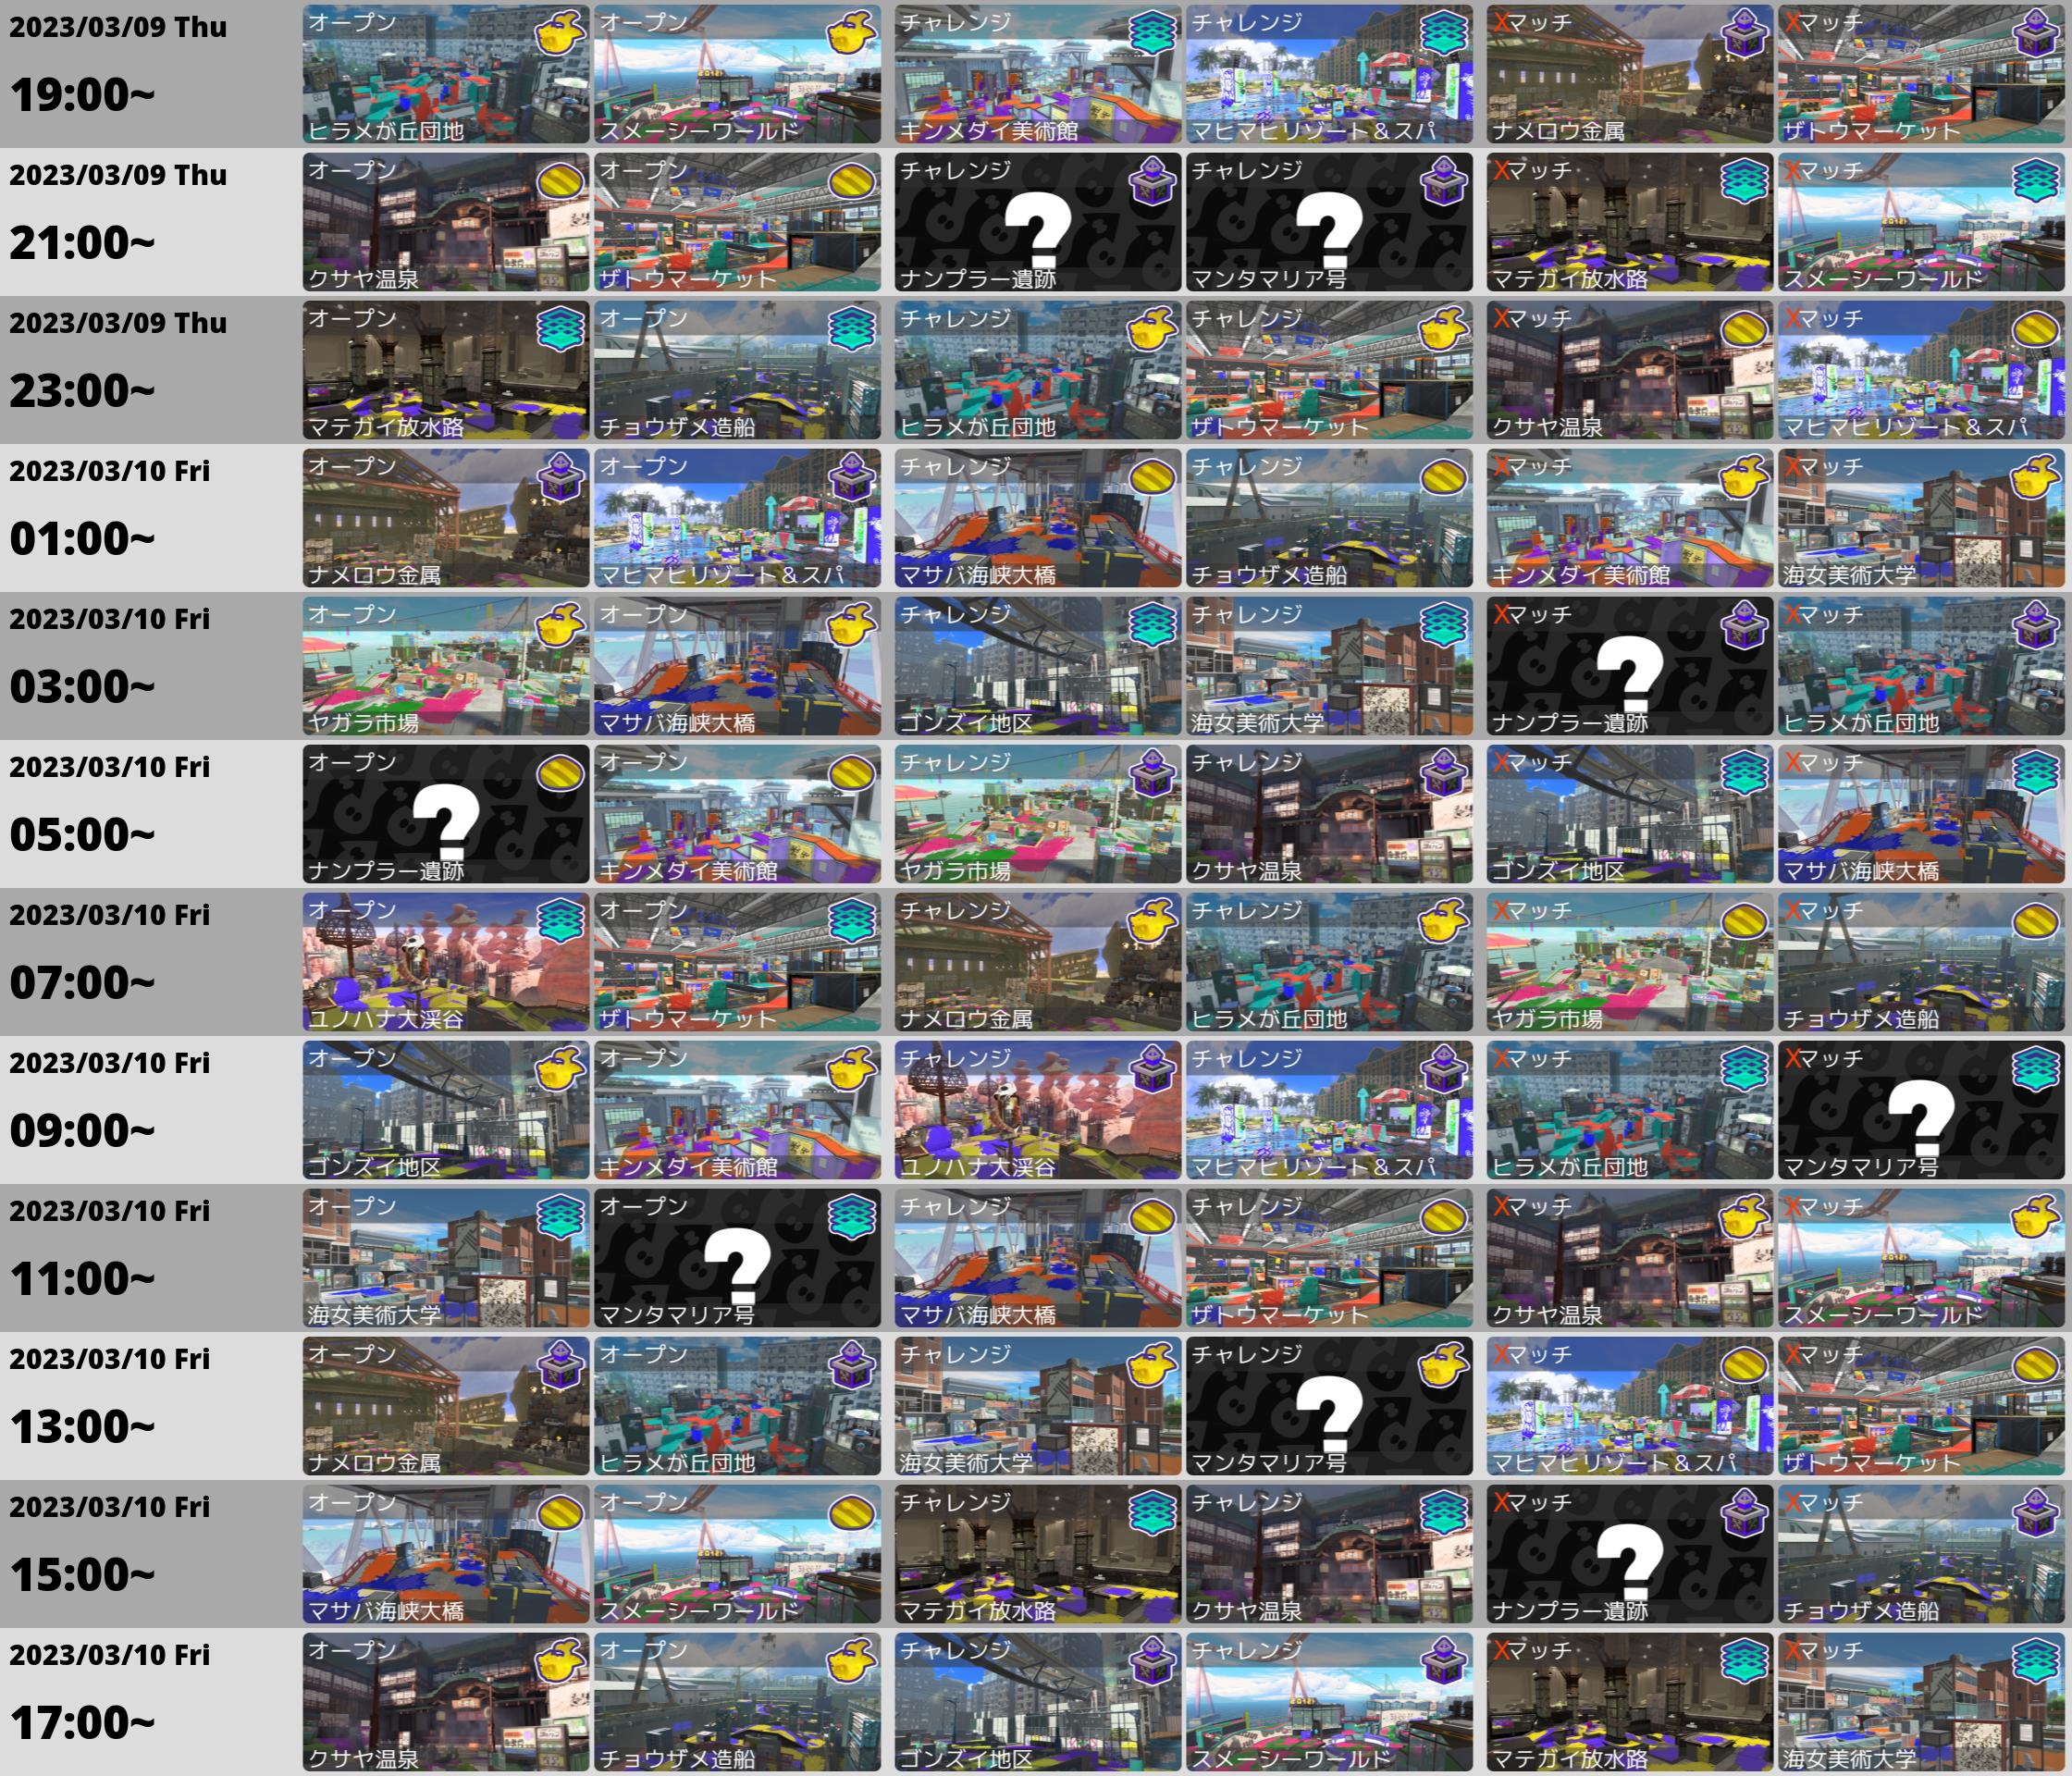 2023/03/09 Thu
19:00~
オープン
ヒラメが丘団地
オープン
スメーシーワールド
チャレンジ
キンメダイ美術館
チャレンジ
マヒマヒリゾート&スパ
Xマッチ
ナメロウ金属
Xマッチ
ザトウマーケット
2023/03/09 Thu
21:00~
オープン
クサヤ温泉
オープン
ザトウマーケット
チャレンジ
?
ナンプラー遺跡
チャレンジ
?
マンタマリア号
Xマッチ
マテガイ放水路
Xマッチ
スメーシーワールド
2023/03/09 Thu
23:00~
オープン
マテガイ放水路
オープン
チョウザメ造船
チャレンジ
ヒラメが丘団地
チャレンジ
ザトウマーケット
Xマッチ
クサヤ温泉
Xマッチ
マヒマヒリゾート&スパ
2023/03/10 Fri
01:00~
オープン
ナメロウ金属
オープン
マヒマヒリゾート&スパ
チャレンジ
マサバ海峡大橋
チャレンジ
チョウザメ造船
Xマッチ
キンメダイ美術館
Xマッチ
海女美術大学
2023/03/10 Fri
03:00~
オープン
ヤガラ市場
オープン
マサバ海峡大橋
チャレンジ
ゴンズイ地区
チャレンジ
海女美術大学
Xマッチ
?
ナンプラー遺跡
Xマッチ
ヒラメが丘団地
2023/03/10 Fri
05:00~
オープン
?
ナンプラー遺跡
オープン
キンメダイ美術館
チャレンジ
ヤガラ市場
チャレンジ
クサヤ温泉
Xマッチ
ゴンズイ地区
Xマッチ
マサバ海峡大橋
2023/03/10 Fri
07:00~
オープン
ユノハナ大渓谷
オープン
ザトウマーケット
チャレンジ
ナメロウ金属
チャレンジ
ヒラメが丘団地
Xマッチ
ヤガラ市場
Xマッチ
チョウザメ造船
2023/03/10 Fri
09:00~
オープン
ゴンズイ地区
オープン
キンメダイ美術館
チャレンジ
ユノハナ大渓谷
チャレンジ
マヒマヒリゾート&スパ
Xマッチ
ヒラメが丘団地
Xマッチ
?
マンタマリア号
2023/03/10 Fri
11:00~
オープン
海女美術大学
オープン
?
マンタマリア号
チャレンジ
マサバ海峡大橋
チャレンジ
ザトウマーケット
Xマッチ
クサヤ温泉
Xマッチ
スメーシーワールド
2023/03/10 Fri
13:00~
オープン
ナメロウ金属
オープン
ヒラメが丘団地
チャレンジ
海女美術大学
チャレンジ
?
マンタマリア号
Xマッチ
マヒマヒリゾート&スパ
Xマッチ
ザトウマーケット
2023/03/10 Fri
15:00~
オープン
マサバ海峡大橋
オープン
スメーシーワールド
チャレンジ
マテガイ放水路
チャレンジ
クサヤ温泉
Xマッチ
?
ナンプラー遺跡
Xマッチ
チョウザメ造船
2023/03/10 Fri
17:00~
オープン
クサヤ温泉
オープン
チョウザメ造船
チャレンジ
ゴンズイ地区
チャレンジ
スメーシーワールド
Xマッチ
マテガイ放水路
Xマッチ
海女美術大学